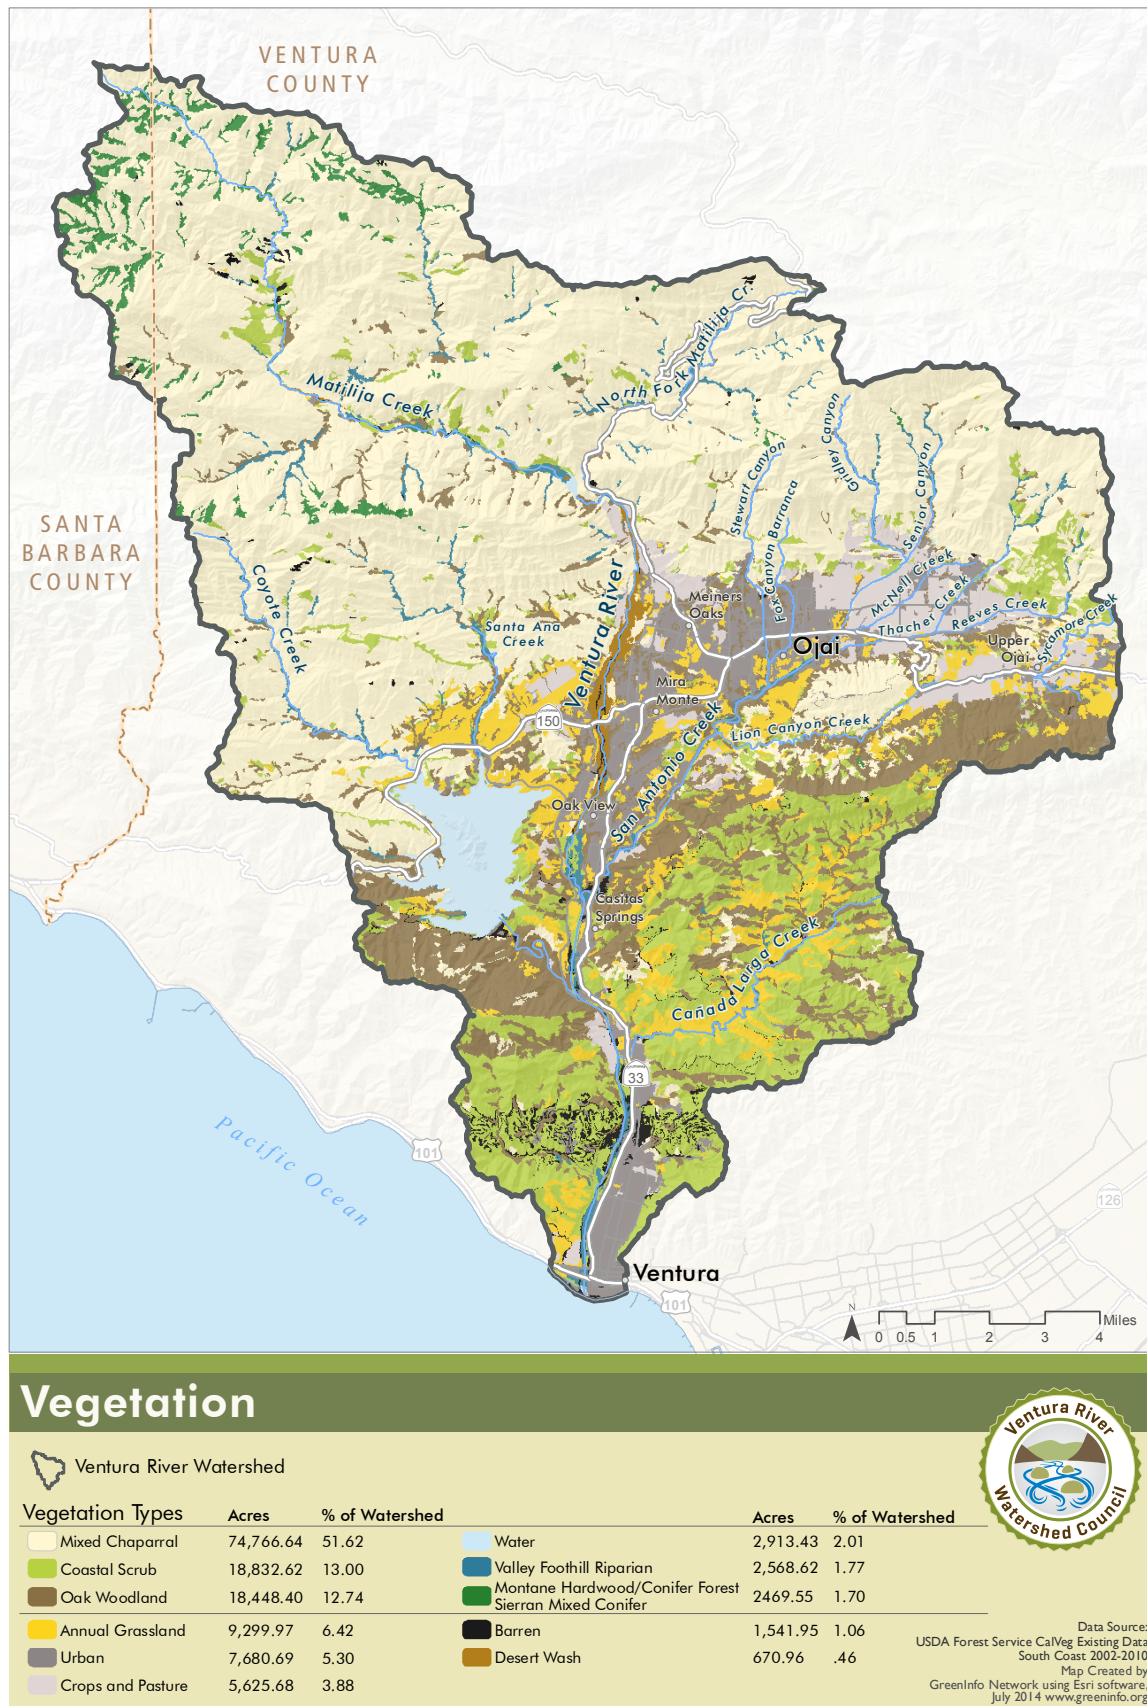 VENTURA
COUNTY
North Fork Matilija Cr.
Matilija Creek
Gridley Canyon
Stewart Canyon
Senior Canyon
Fox Canyon Barranca
SANTA
BARBARA
COUNTY
Coyote Creek
Ventura River
McNell Creek
Meiners
Oaks
Thacher Creek
Reeves Creek
Sycamore Creek
Santa Ana
Creek
Ojai
Upper
Ojai
Mira
Monte
150
Lion Canyon Creek
San Antonio Creek
Oak View
Casitas
Springs
Cañada Larga Creek
33
Pacific Ocean
101
126
Ventura
101
N
0 0.5 1 2 3 4 Miles
Vegetation
Ventura River
Watershed Council
Ventura River Watershed
Vegetation Types Acres % of Watershed
Mixed Chaparral 74,766.64 51.62
Coastal Scrub 18,832.62 13.00
Oak Woodland 18,448.40 12.74
Annual Grassland 9,299.97 6.42
Urban 7,680.69 5.30
Crops and Pasture 5,625.68 3.88
Acres % of Watershed
Water 2,913.43 2.01
Valley Foothill Riparian 2,568.62 1.77
Montane Hardwood/Conifer Forest
Sierran Mixed Conifer 2469.55 1.70
Barren 1,541.95 1.06
Desert Wash 670.96 .46
Data Source:
USDA Forest Service CalVeg Existing Data
South Coast 2002-2010
Map Created by
GreenInfo Network using Esri software
July 2014 www.greeninfo.org